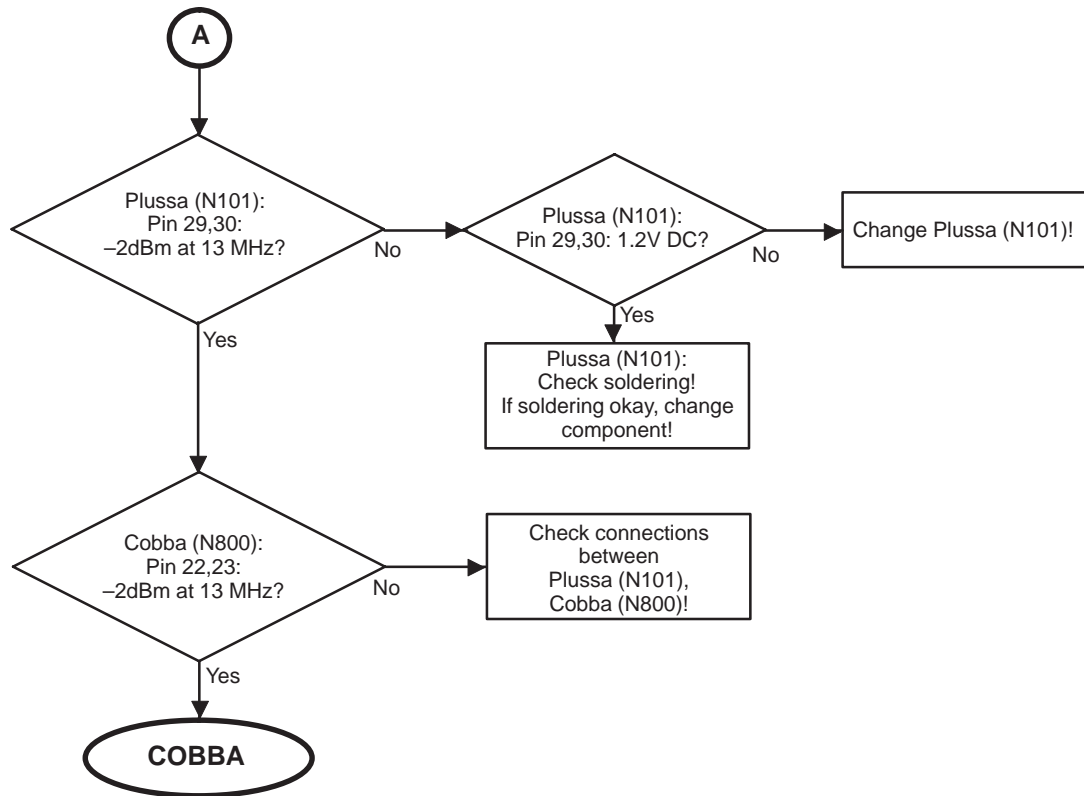 A
Plussa (N101):
Pin 29,30:
–2dBm at 13 MHz?
No
Plussa (N101):
Pin 29,30: 1.2V DC?
No
Change Plussa (N101)!
Yes
Yes
Plussa (N101):
Check soldering!
If soldering okay, change
component!
Cobba (N800):
Pin 22,23:
–2dBm at 13 MHz?
No
Check connections
between
Plussa (N101),
Cobba (N800)!
Yes
COBBA